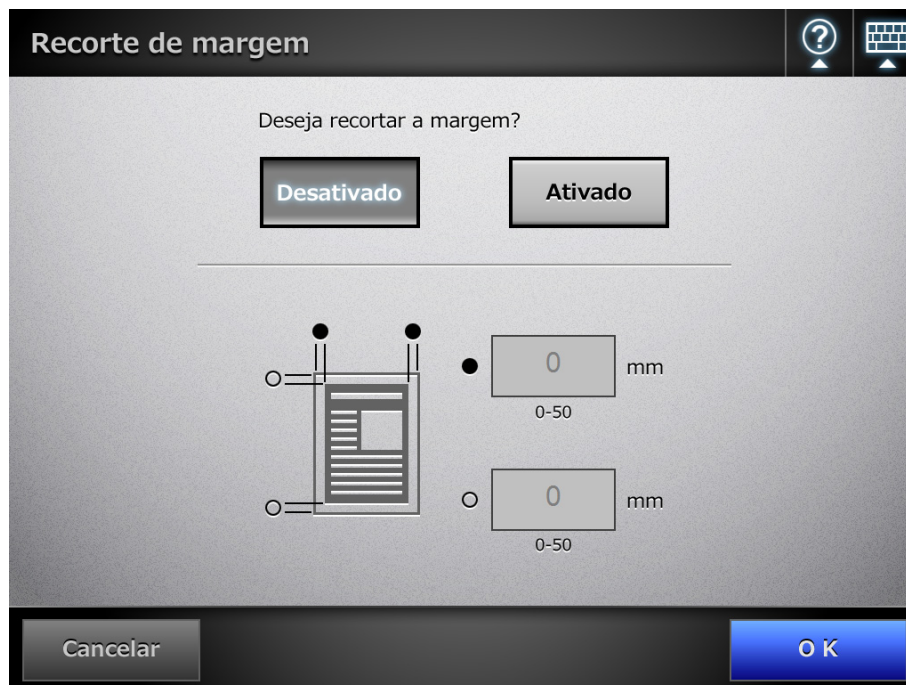 Recorte de margem
?
Deseja recortar a margem?
Desativado
Ativado
0 mm
0-50
0 mm
0-50
Cancelar
OK